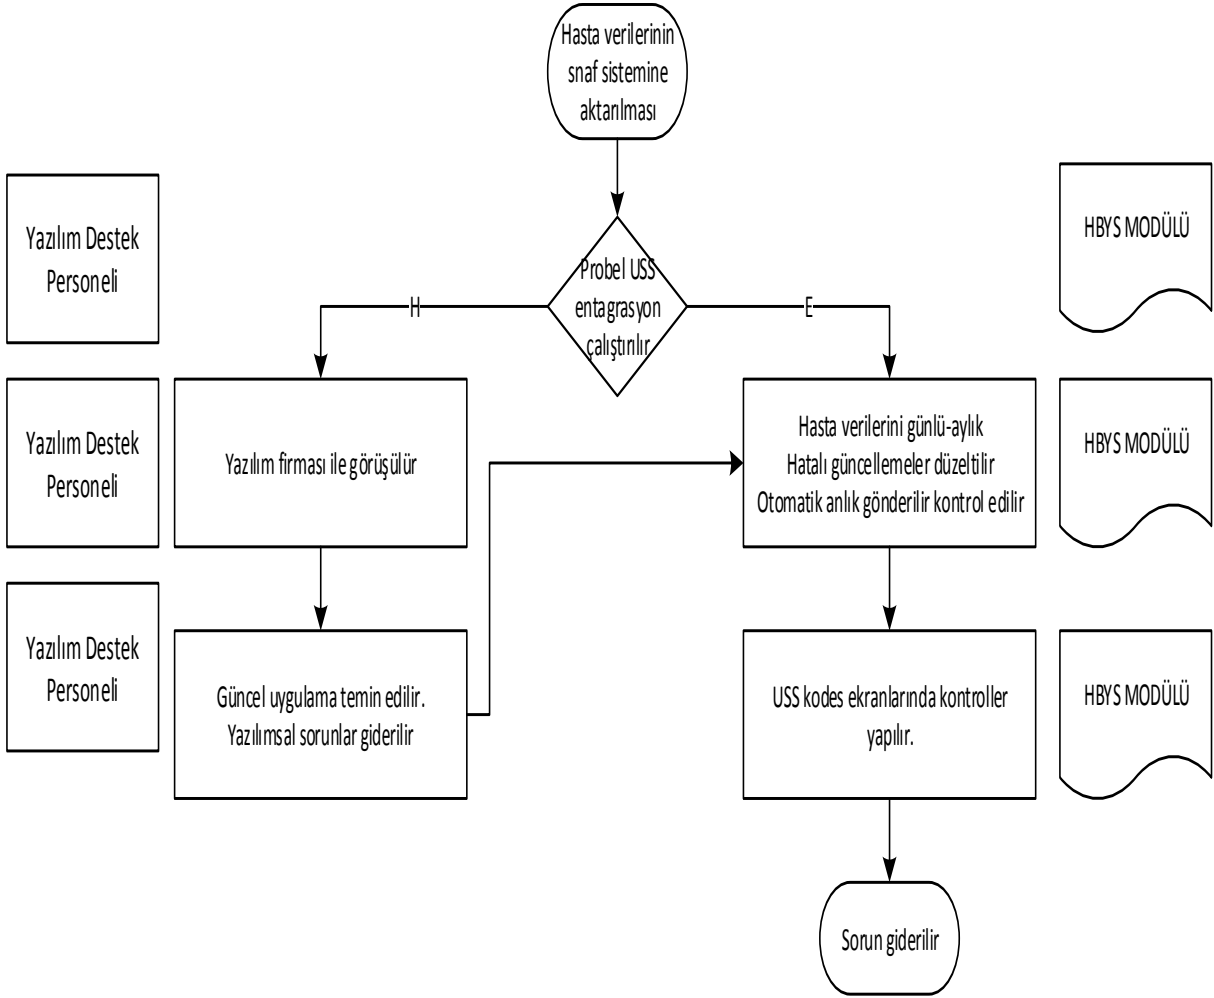 Hasta verilerinin
snaf sistemine
aktarılması
Yazılım Destek
Personeli
Probel USS
entagrasyon
çalıştırılır
H
E
HBYS MODÜLÜ
Yazılım Destek
Personeli
Yazılım firması ile görüşülür
Hasta verilerini günlü-aylık
Hatalı güncellemeler düzeltilir
Otomatik anlık gönderilir kontrol edilir
HBYS MODÜLÜ
Yazılım Destek
Personeli
Güncel uygulama temin edilir.
Yazılımsal sorunlar giderilir
USS kodes ekranlarında kontroller
yapılır.
HBYS MODÜLÜ
Sorun giderilir